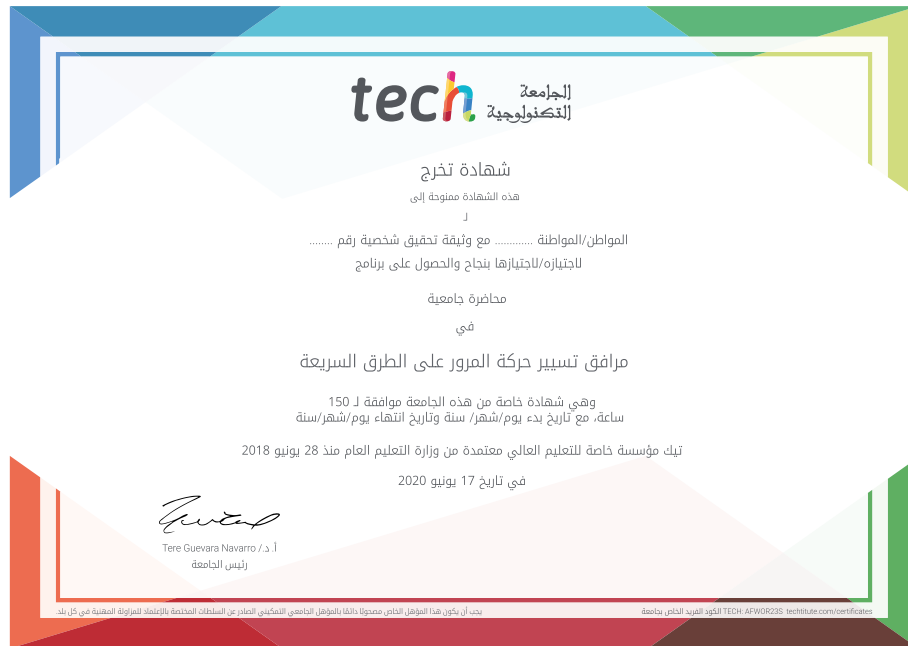 tech الجامعة
التكنولوجية
شهادة تخرج
هذه الشهادة ممنوحة إلى
لـ
المواطن/المواطنة ............ مع وثيقة تحقيق شخصية رقم ........
لاجتيازه/لاجتيازها بنجاح والحصول على برنامج
محاضرة جامعية
في
مرافق تسيير حركة المرور على الطرق السريعة
وهي شهادة خاصة من هذه الجامعة موافقة لـ 150
ساعة، مع تاريخ بدء يوم/شهر/ سنة وتاريخ انتهاء يوم/شهر/سنة
تيك مؤسسة خاصة للتعليم العالي معتمدة من وزارة التعليم العام منذ 28 يونيو 2018
في تاريخ 17 يونيو 2020
أ.د./ Tere Guevara Navarro
رئيس الجامعة
يجب أن يكون هذا المؤهل الخاص مصحوبًا دائمًا بالمؤهل الجامعي التمكيني الصادر عن السلطات المختصة بالإعتماد للمزاولة المهنية في كل بلد.
الكود الفريد الخاص بجامعة TECH: AFWOR23S techtitute.com/certificates